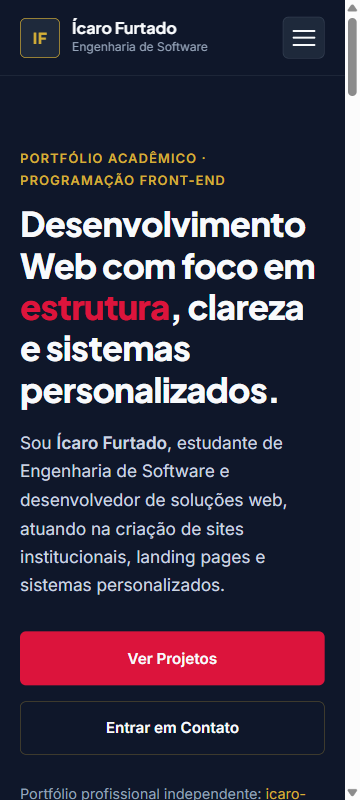 IF
Ícaro Furtado
Engenharia de Software
PORTFÓLIO ACADÊMICO ·
PROGRAMAÇÃO FRONT-END
Desenvolvimento
Web com foco em
estrutura, clareza
e sistemas
personalizados.
Sou Ícaro Furtado, estudante de
Engenharia de Software e
desenvolvedor de soluções web,
atuando na criação de sites
institucionais, landing pages e
sistemas personalizados.
Ver Projetos
Entrar em Contato
Portfólio profissional independente: icaro-